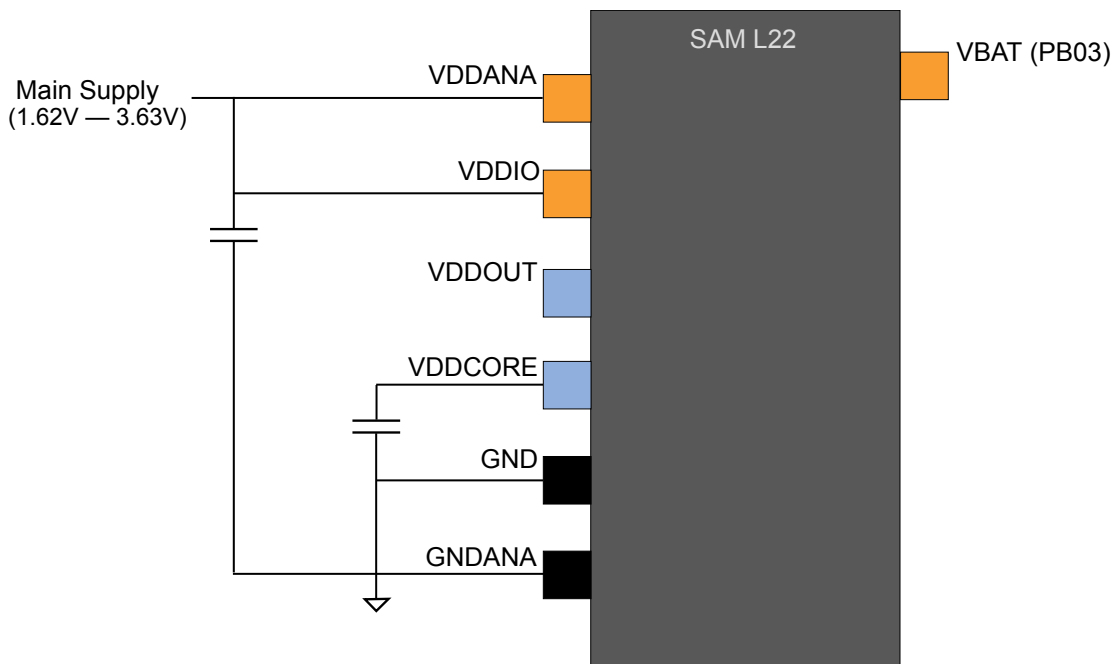 SAM L22
VBAT (PB03)
VDDANA
Main Supply
(1.62V — 3.63V)
VDDIO
VDDOUT
VDDCORE
GND
GNDANA